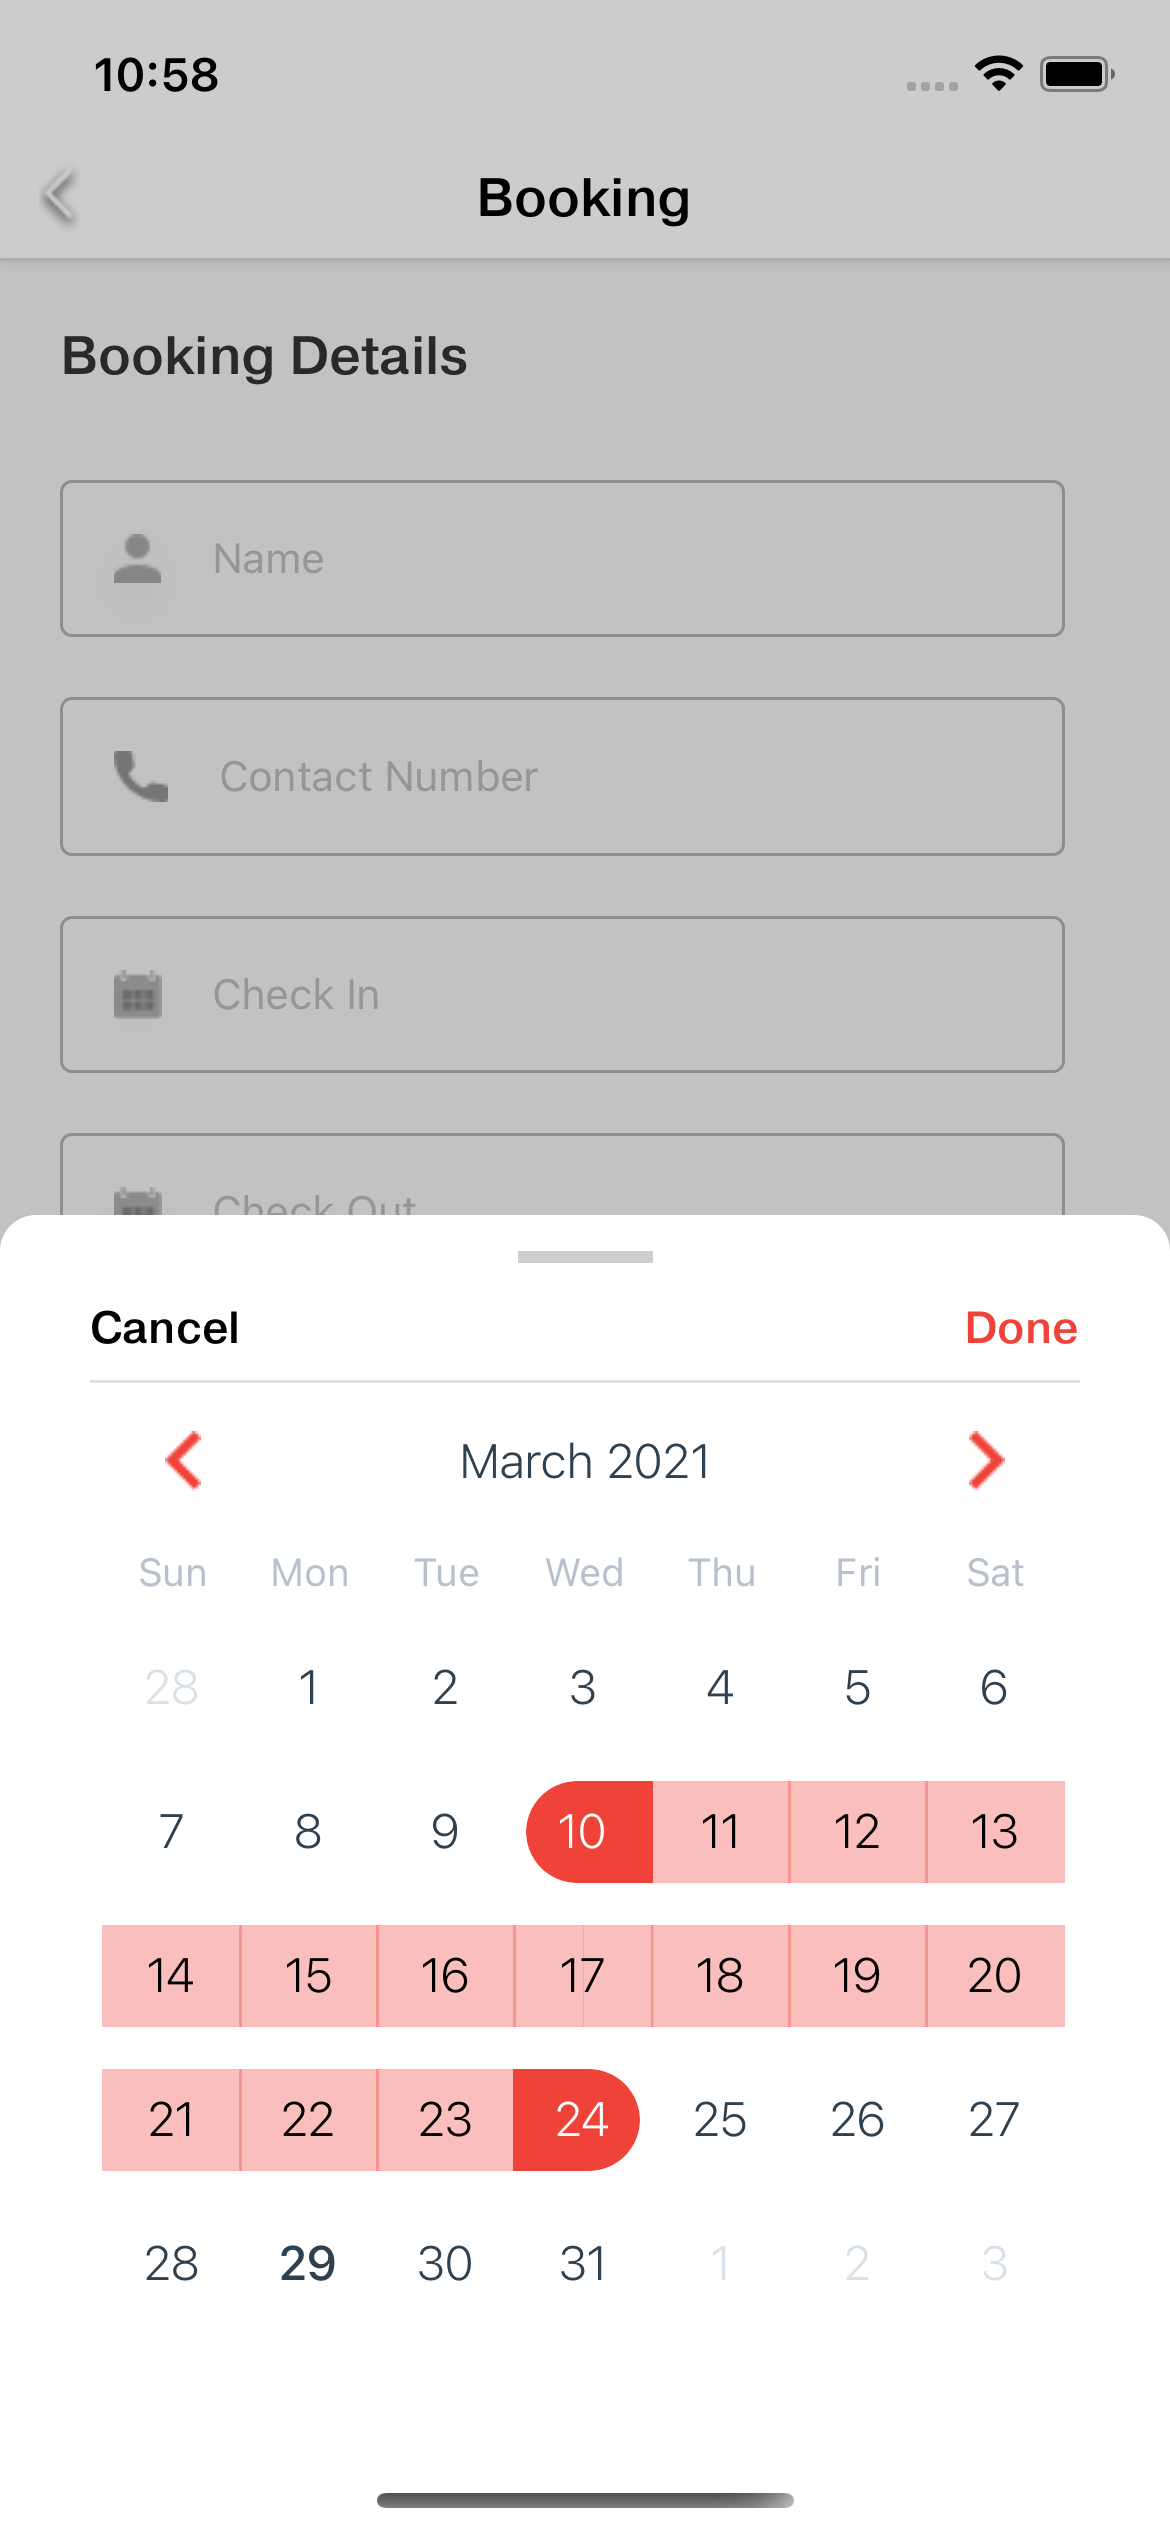 10:58
Booking
Booking Details
Name
Contact Number
Check In
Check Out
Cancel Done
March 2021
Sun Mon Tue Wed Thu Fri Sat
28 1 2 3 4 5 6
7 8 9 10 11 12 13
14 15 16 17 18 19 20
21 22 23 24 25 26 27
28 29 30 31 1 2 3